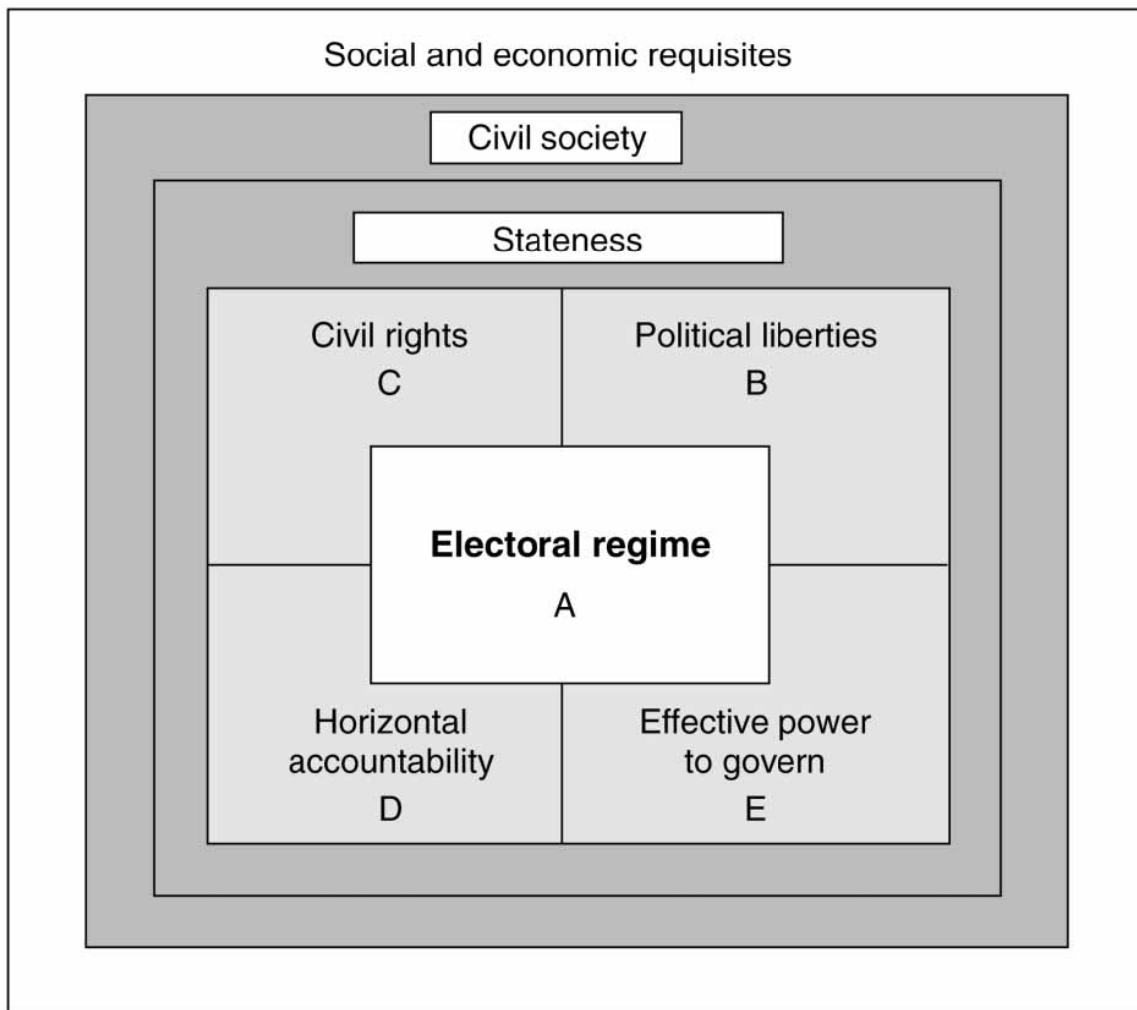 Social and economic requisites
Civil society
Stateness
Civil rights
C
Political liberties
B
Electoral regime
A
Horizontal
accountability
D
Effective power
to govern
E